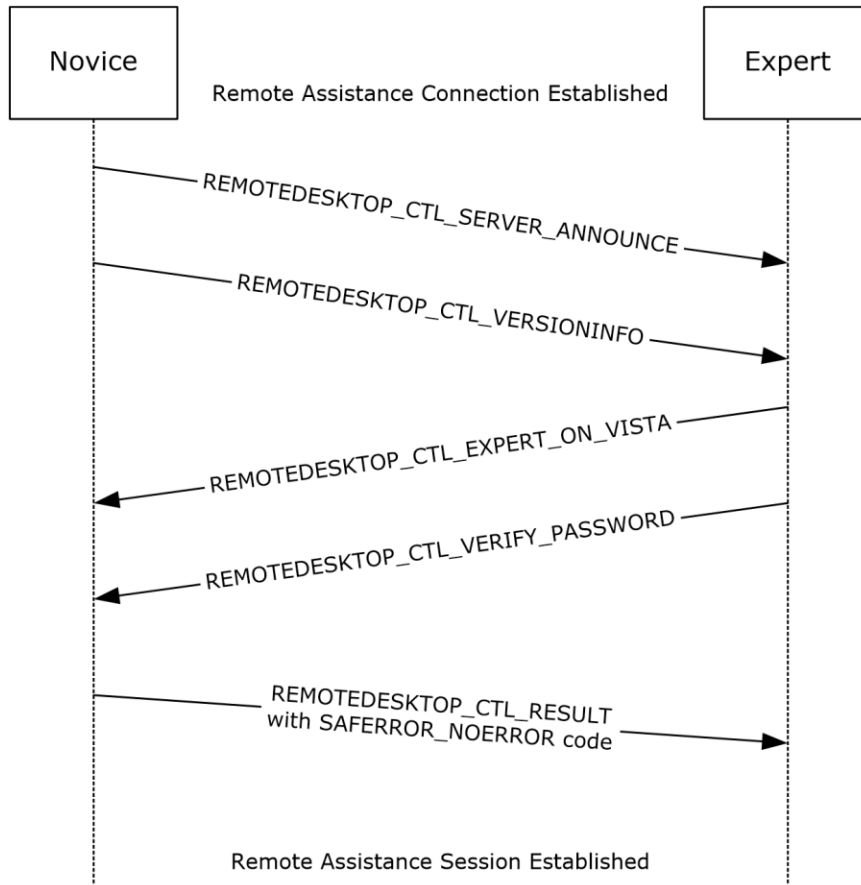 Novice
Expert
Remote Assistance Connection Established
REMOTEDESKTOP_CTL_SERVER_ANNOUNCE
REMOTEDESKTOP_CTL_VERSIONINFO
REMOTEDESKTOP_CTL_EXPERT_ON_VISTA
REMOTEDESKTOP_CTL_VERIFY_PASSWORD
REMOTEDESKTOP_CTL_RESULT
with SAFERROR_NOERROR code
Remote Assistance Session Established